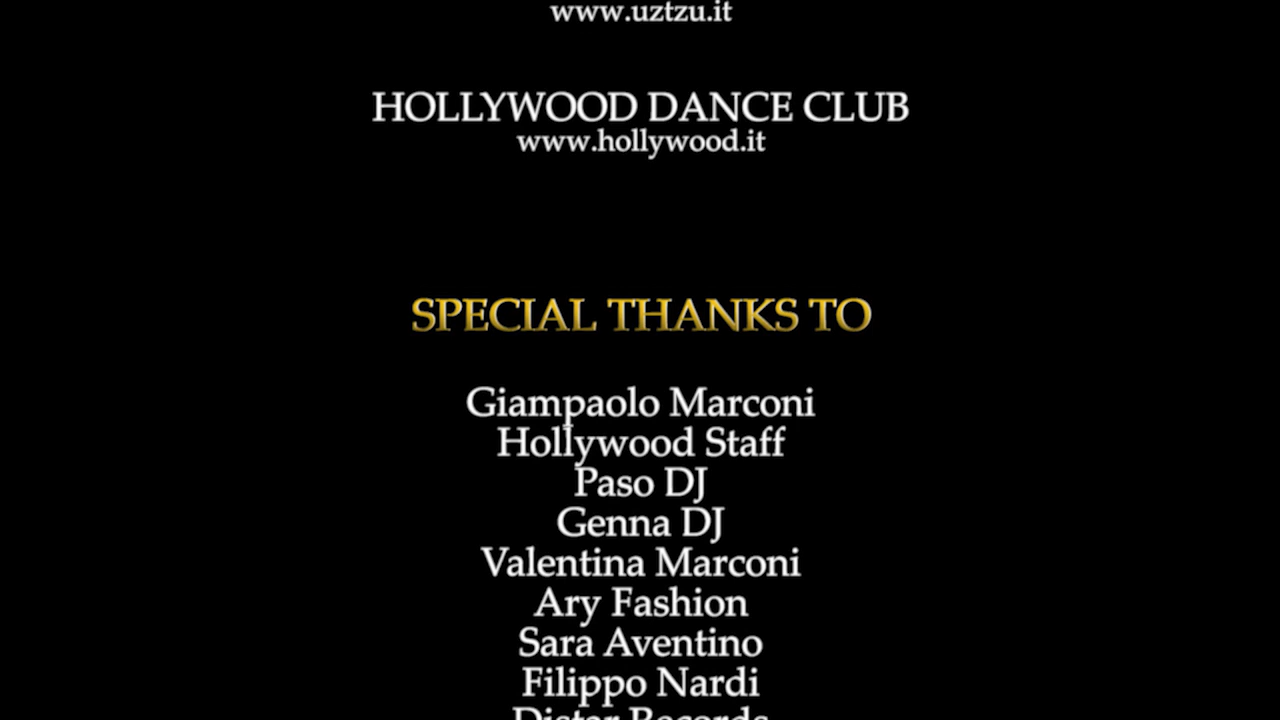 www.uztzu.it
HOLLYWOOD DANCE CLUB
www.hollywood.it
SPECIAL THANKS TO
Giampaolo Marconi
Hollywood Staff
Paso DJ
Genna DJ
Valentina Marconi
Ary Fashion
Sara Aventino
Filippo Nardi
Records